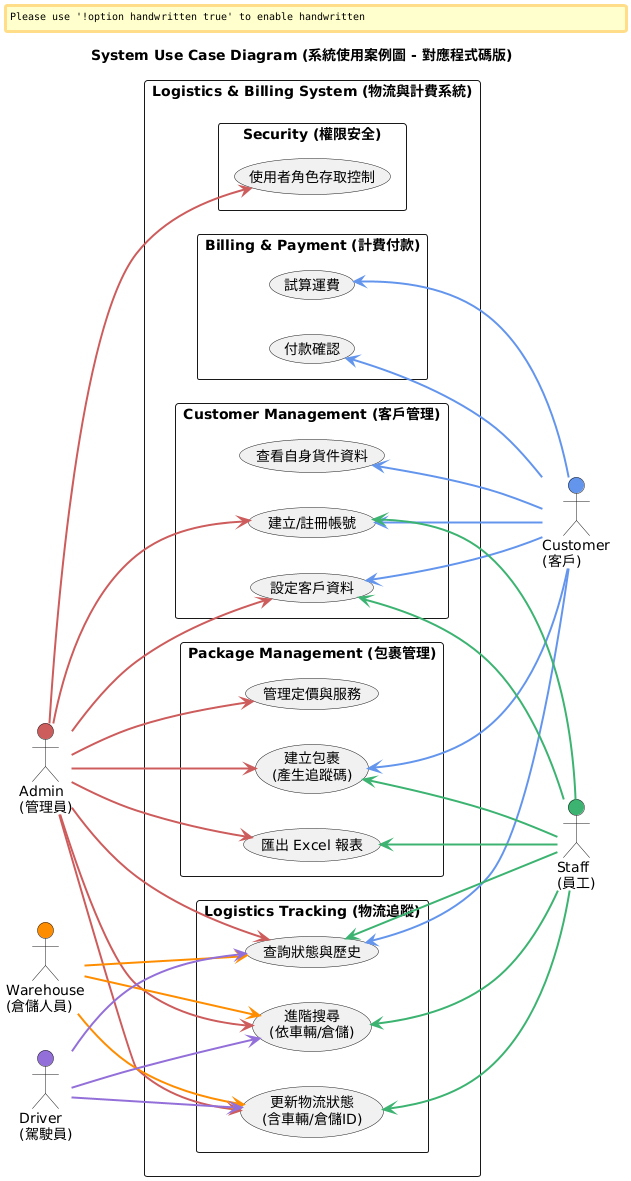 Please use '!option handwritten true' to enable handwritten
System Use Case Diagram (系統使用案例圖 - 對應程式碼版)
Logistics & Billing System (物流與計費系統)
Security (權限安全)
使用者角色存取控制
Billing & Payment (計費付款)
試算運費
付款確認
Customer Management (客戶管理)
查看自身貨件資料
建立/註冊帳號
設定客戶資料
Customer
(客戶)
Package Management (包裹管理)
管理定價與服務
建立包裹
(產生追蹤碼)
匯出 Excel 報表
Admin
(管理員)
Staff
(員工)
Logistics Tracking (物流追蹤)
查詢狀態與歷史
進階搜尋
(依車輛/倉儲)
更新物流狀態
(含車輛/倉儲ID)
Warehouse
(倉儲人員)
Driver
(駕駛員)